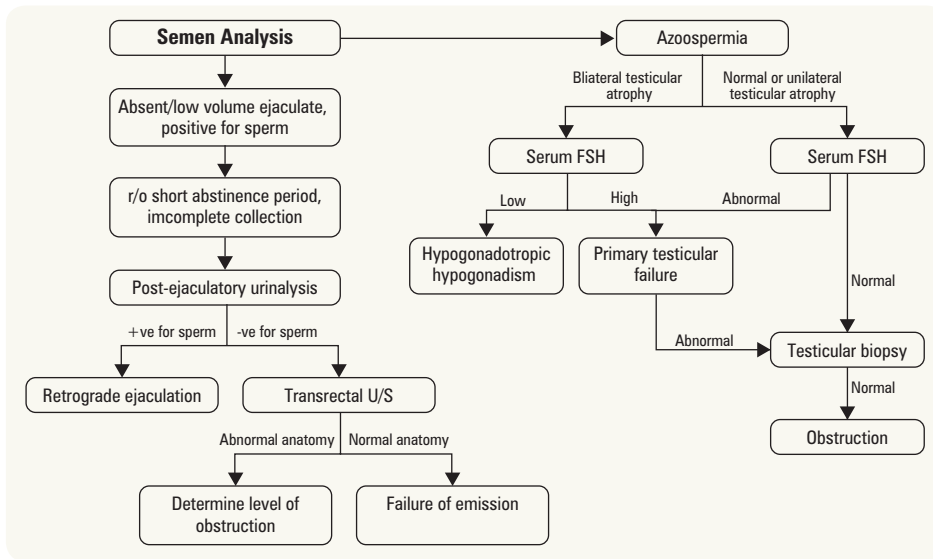 Semen Analysis
Azoospermia
Absent/low volume ejaculate,
positive for sperm
Bliateral testicular
atrophy
Normal or unilateral
testicular atrophy
Serum FSH
Serum FSH
r/o short abstinence period,
imcomplete collection
Low
High
Abnormal
Hypogonadotropic
hypogonadism
Primary testicular
failure
Post-ejaculatory urinalysis
Normal
+ve for sperm
-ve for sperm
Abnormal
Testicular biopsy
Retrograde ejaculation
Transrectal U/S
Normal
Obstruction
Abnormal anatomy
Normal anatomy
Determine level of
obstruction
Failure of emission